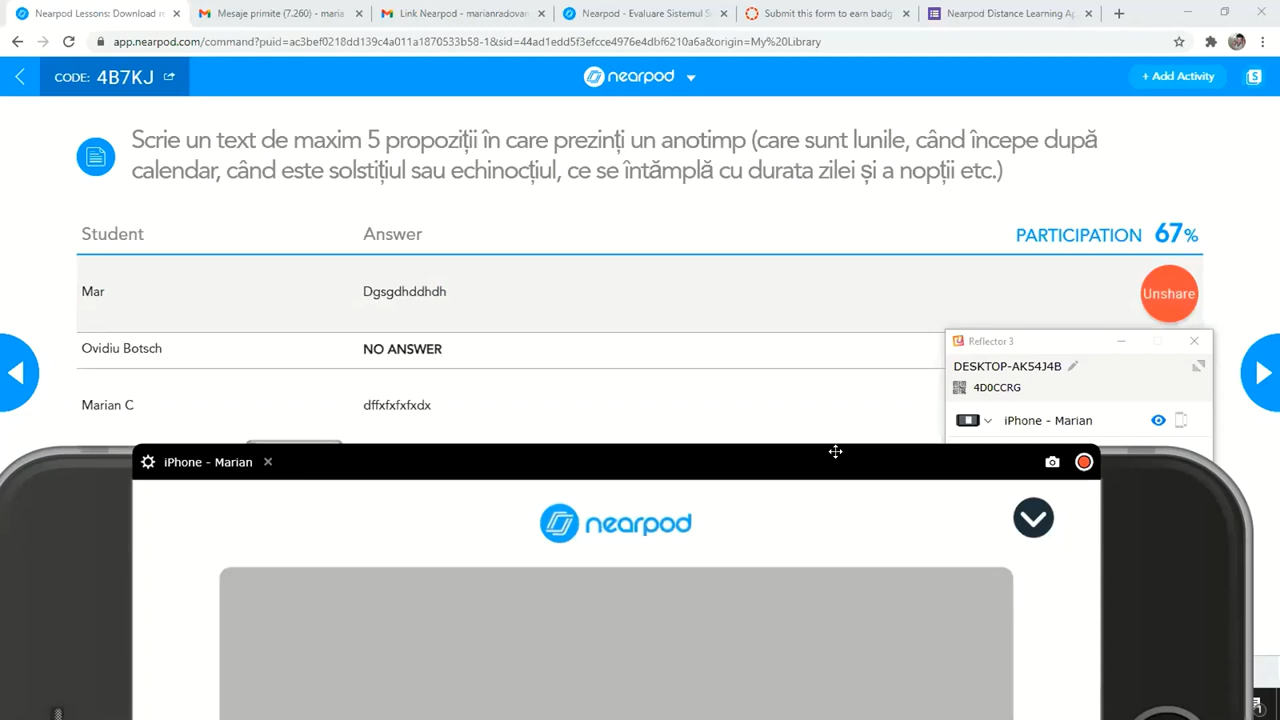 Nearpod Lessons: Download r
Mesaje primite (7.260) - maria
Link Nearpod - marianradovan
Nearpod - Evaluare Sistemul S
Submit this form to earn badg
Nearpod Distance Learning Ap
app.nearpod.com/command?puid=ac3bef0218dd139c4a011a1870533b58-1&sid=44ad1edd5f3efcce4976e4dbf6210a6a&origin=My%20Library
CODE: 4B7KJ
nearpod
+ Add Activity
S
Scrie un text de maxim 5 propoziții în care prezinți un anotimp (care sunt lunile, când începe după
calendar, când este solstițiul sau echinocțiul, ce se întâmplă cu durata zilei și a nopții etc.)
Student Answer PARTICIPATION 67%
Mar Dgsgdhddhdh Unshare
Ovidiu Botsch NO ANSWER
Marian C dffxfxfxfxdx
Reflector 3
DESKTOP-AK54J4B
4D0CCRG
iPhone - Marian
iPhone - Marian
nearpod